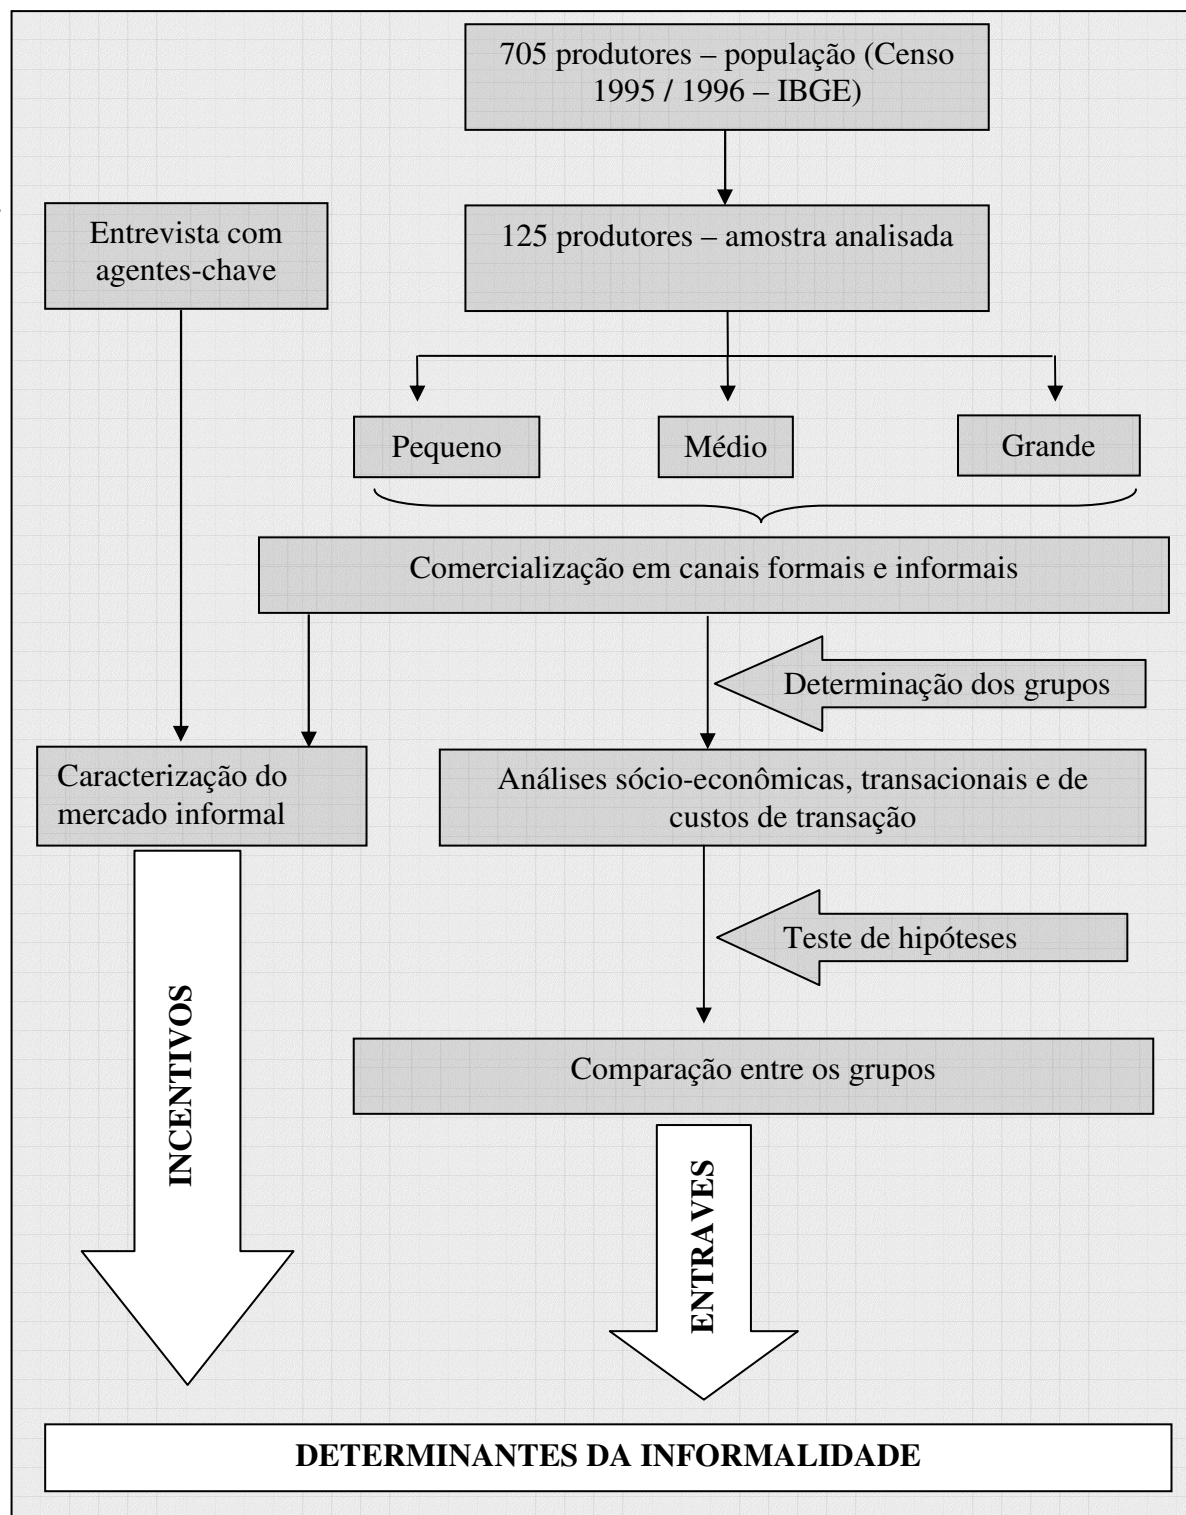 705 produtores – população (Censo
1995 / 1996 – IBGE)
Entrevista com
agentes-chave
125 produtores – amostra analisada
Pequeno
Médio
Grande
Comercialização em canais formais e informais
Determinação dos grupos
Caracterização do
mercado informal
Análises sócio-econômicas, transacionais e de
custos de transação
Teste de hipóteses
Comparação entre os grupos
INCENTIVOS
ENTRAVES
DETERMINANTES DA INFORMALIDADE